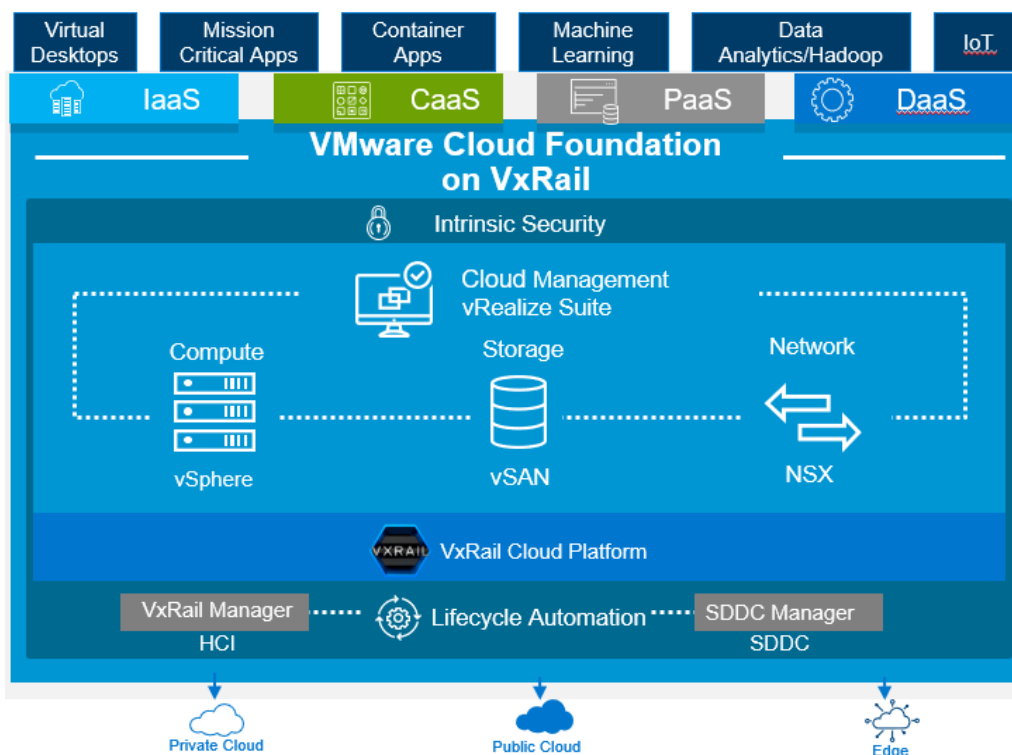 Virtual
Desktops
Mission
Critical Apps
Container
Apps
Machine
Learning
Data
Analytics/Hadoop
IoT
IaaS
CaaS
PaaS
DaaS
VMware Cloud Foundation
on VxRail
Intrinsic Security
Cloud Management
vRealize Suite
Compute
Storage
Network
vSphere
vSAN
NSX
VXRAIL
VxRail Cloud Platform
VxRail Manager
Lifecycle Automation
SDDC Manager
HCI
SDDC
Private Cloud
Public Cloud
Edge